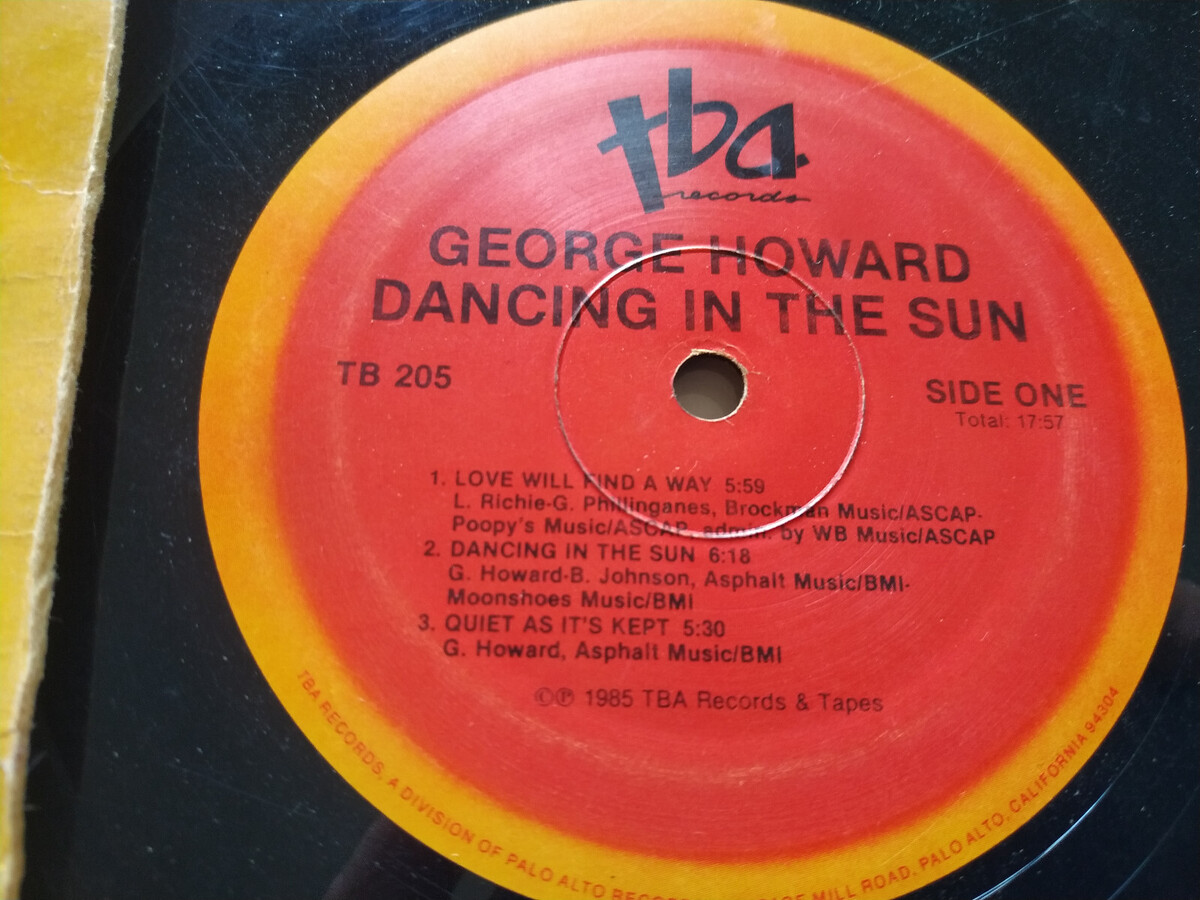 tba
records
GEORGE HOWARD
DANCING IN THE SUN
TB 205
SIDE ONE
Total: 17:57
1. LOVE WILL FIND A WAY 5:59
L. Richie-G. Phillinganes, Brockman Music/ASCAP-
Poopy's Music/ASCAP, admin. by WB Music/ASCAP
2. DANCING IN THE SUN 6:18
G. Howard-B. Johnson, Asphalt Music/BMI-
Moonshoes Music/BMI
3. QUIET AS IT'S KEPT 5:30
G. Howard, Asphalt Music/BMI
©℗ 1985 TBA Records & Tapes
TBA RECORDS, A DIVISION OF PALO ALTO MILL ROAD, PALO ALTO, CALIFORNIA 94304